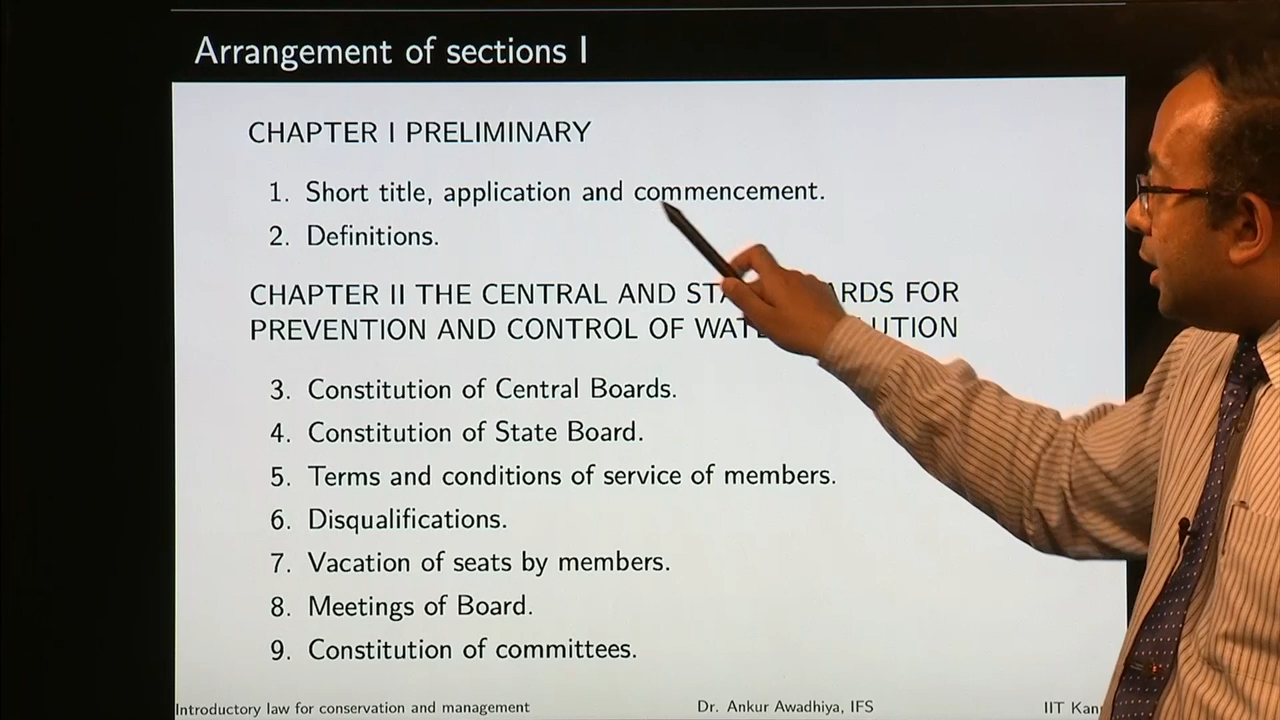 Arrangement of sections I
CHAPTER I PRELIMINARY
1. Short title, application and commencement.
2. Definitions.
CHAPTER II THE CENTRAL AND FOR
PREVENTION AND CONTROL OF
3. Constitution of Central Boards.
4. Constitution of State Board.
5. Terms and conditions of service of members.
6. Disqualifications.
7. Vacation of seats by members.
8. Meetings of Board.
9. Constitution of committees.
Introductory law for conservation and management Dr. Ankur Awadhiya, IFS IIT